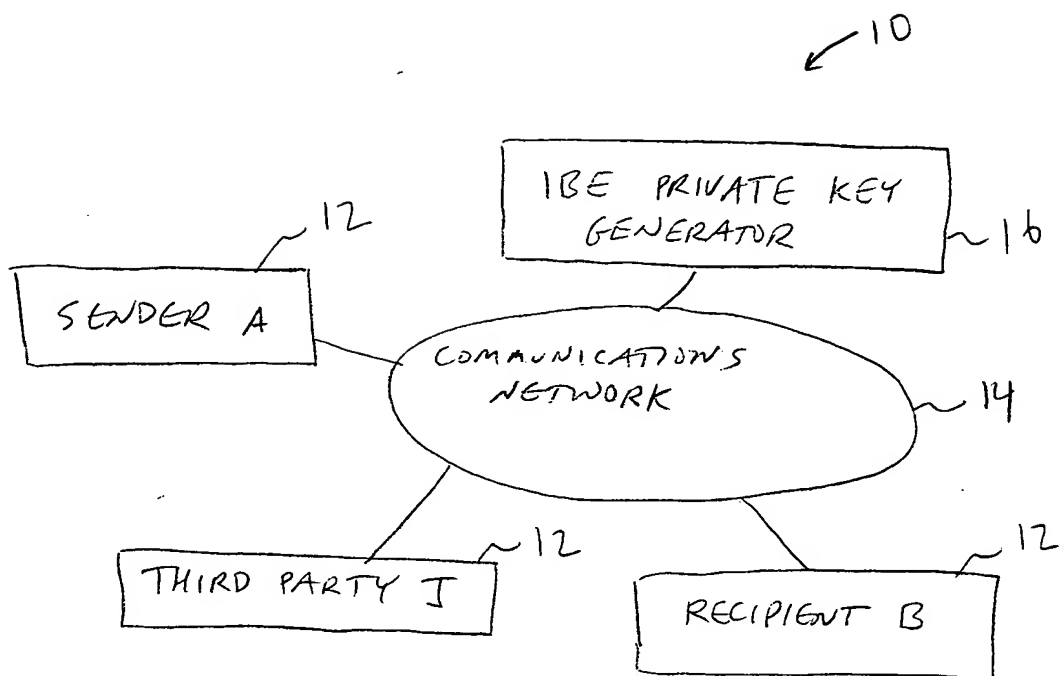 10
IBE PRIVATE KEY
GENERATOR
16
12
SENDER A
COMMUNICATIONS
NETWORK
14
12
THIRD PARTY J
12
RECIPIENT B